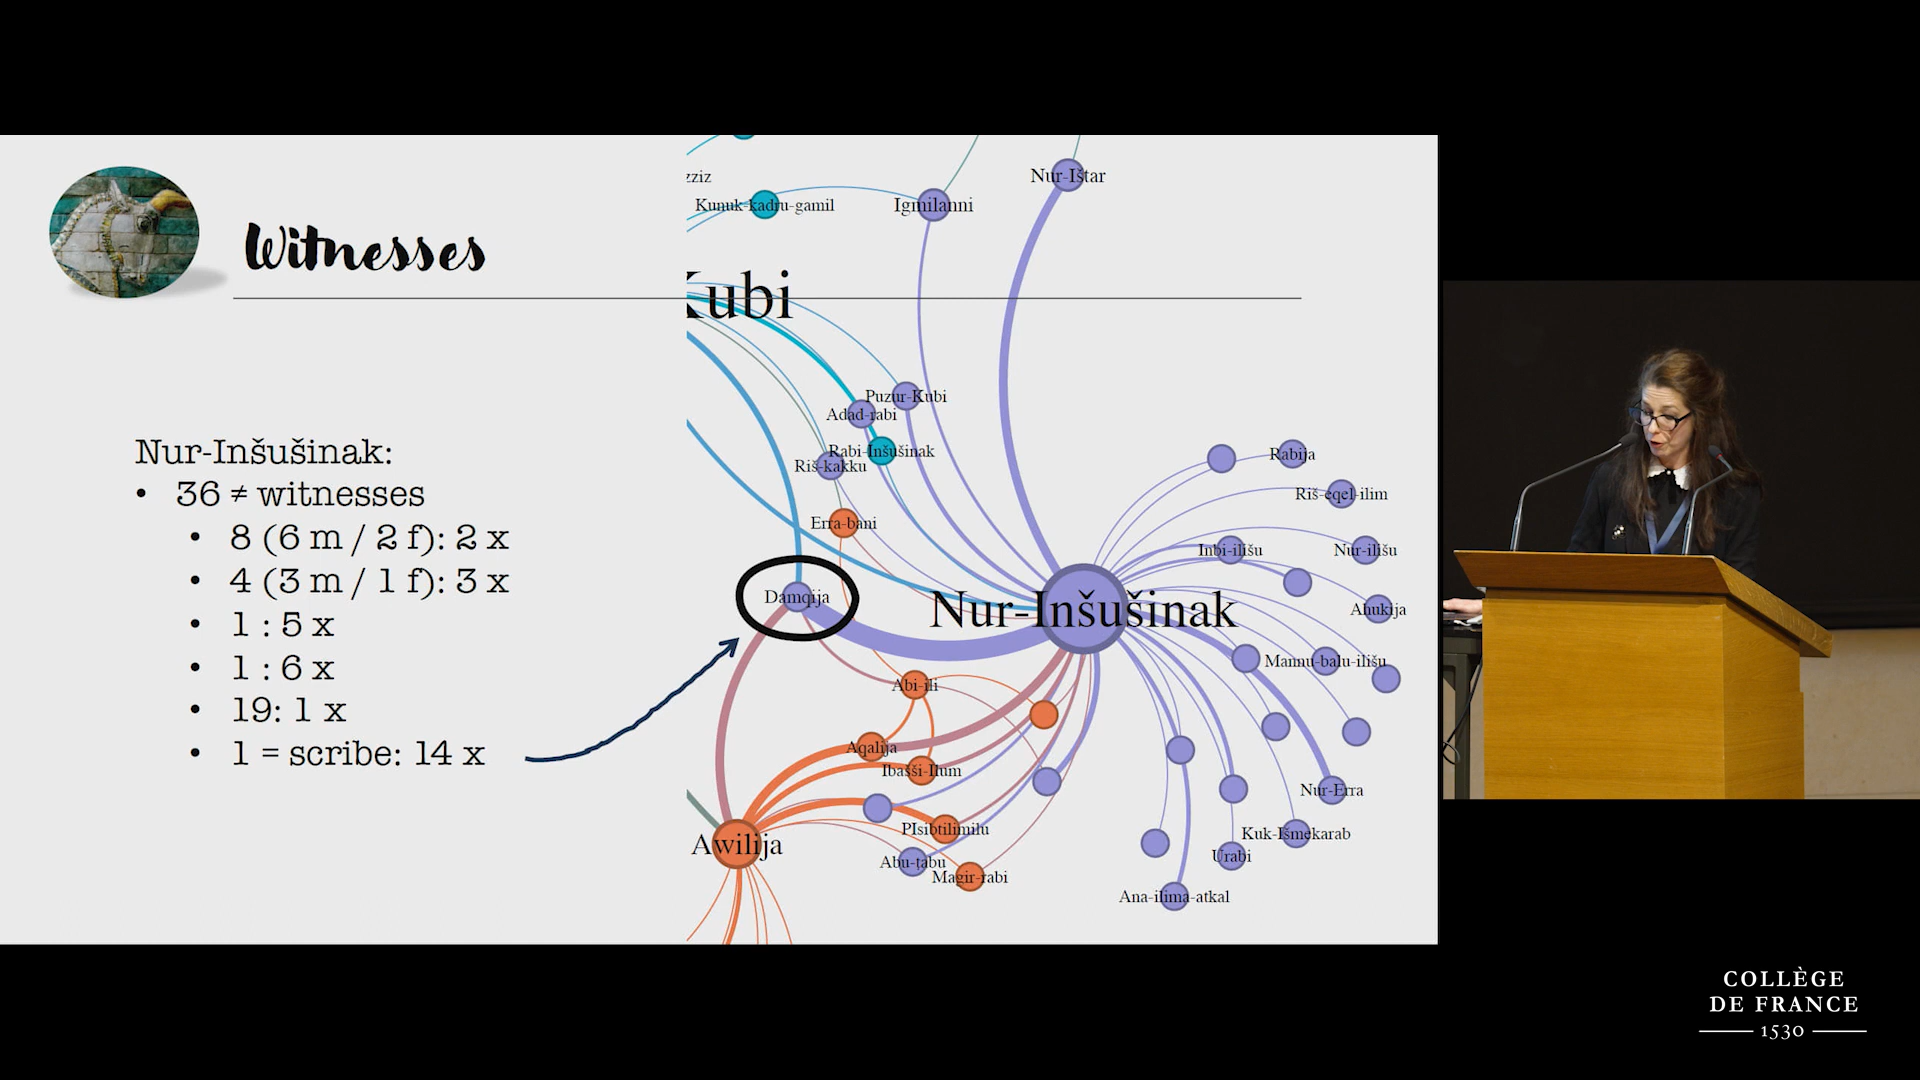 Witnesses
Nur-Inšušinak:
• 36 ≠ witnesses
• 8 (6 m / 2 f): 2 x
• 4 (3 m / 1 f): 3 x
• 1 : 5 x
• 1 : 6 x
• 19: 1 x
• 1 = scribe: 14 x
zziz
Kunuk-kadru-gamil
Igmilanni
Nur-Ištar
Kubi
Puzur-Kubi
Adad-rabi
Rabi-Inšušinak
Riš-kakku
Erra-bani
Damqija
Nur-Inšušinak
Rabija
Riš-eqel-ilim
Inbi-ilišu
Nur-ilišu
Ahukija
Mannu-balu-ilišu
Abi-ili
Aqalija
Ibašši-ilum
PIsibtilimilu
Awilija
Abu-ṭabu
Magir-rabi
Nur-Erra
Kuk-Išmekarab
Urabi
Ana-ilima-atkal
COLLÈGE
DE FRANCE
1530